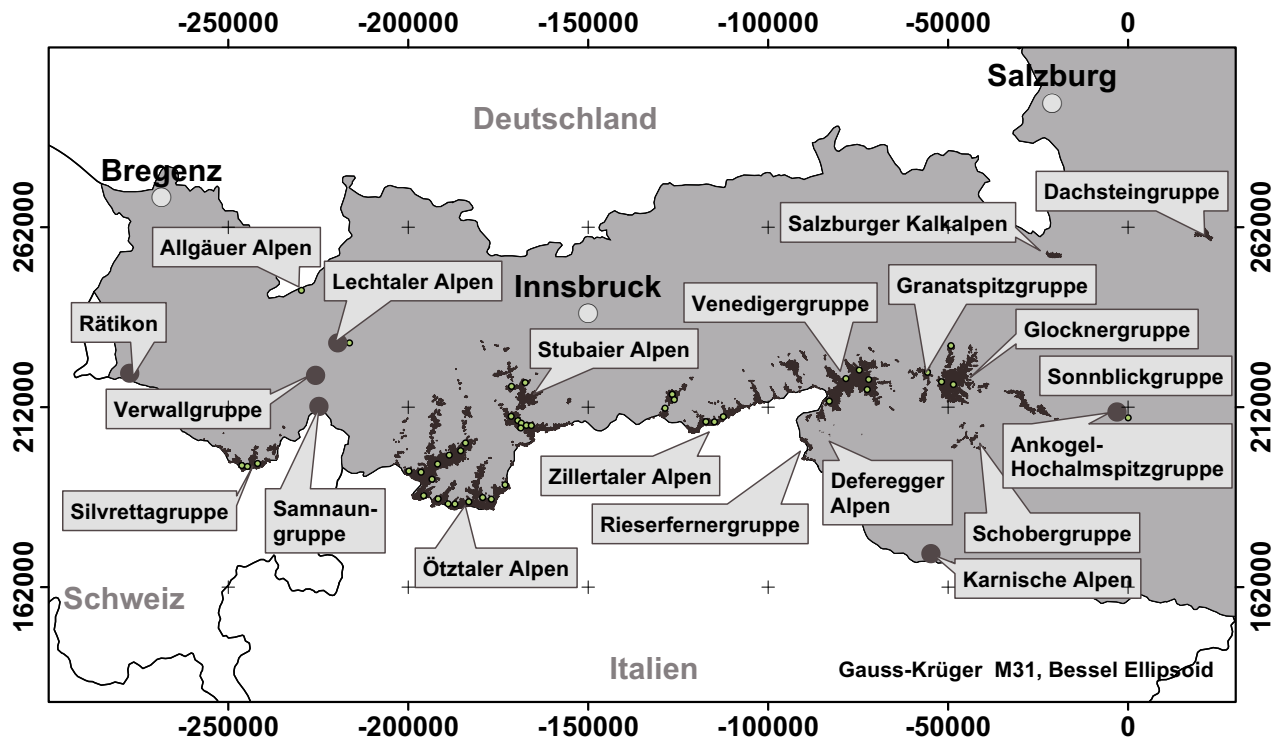 -250000 -200000 -150000 -100000 -50000 0
Salzburg
Deutschland
Bregenz
Dachsteingruppe
262000
262000
Salzburger Kalkalpen
Allgäuer Alpen
Lechtaler Alpen
Innsbruck
Granatspitzgruppe
Venedigergruppe
Rätikon
Glocknergruppe
Stubaier Alpen
Sonnblickgruppe
212000
212000
Verwallgruppe
Ankogel-
Hochalmspitzgruppe
Zillertaler Alpen
Deferegger
Alpen
Silvrettagruppe
Samnaun-
gruppe
Rieserfernergruppe
Schobergruppe
Ötztaler Alpen
Karnische Alpen
162000
162000
Schweiz
Italien
Gauss-Krüger M31, Bessel Ellipsoid
-250000 -200000 -150000 -100000 -50000 0